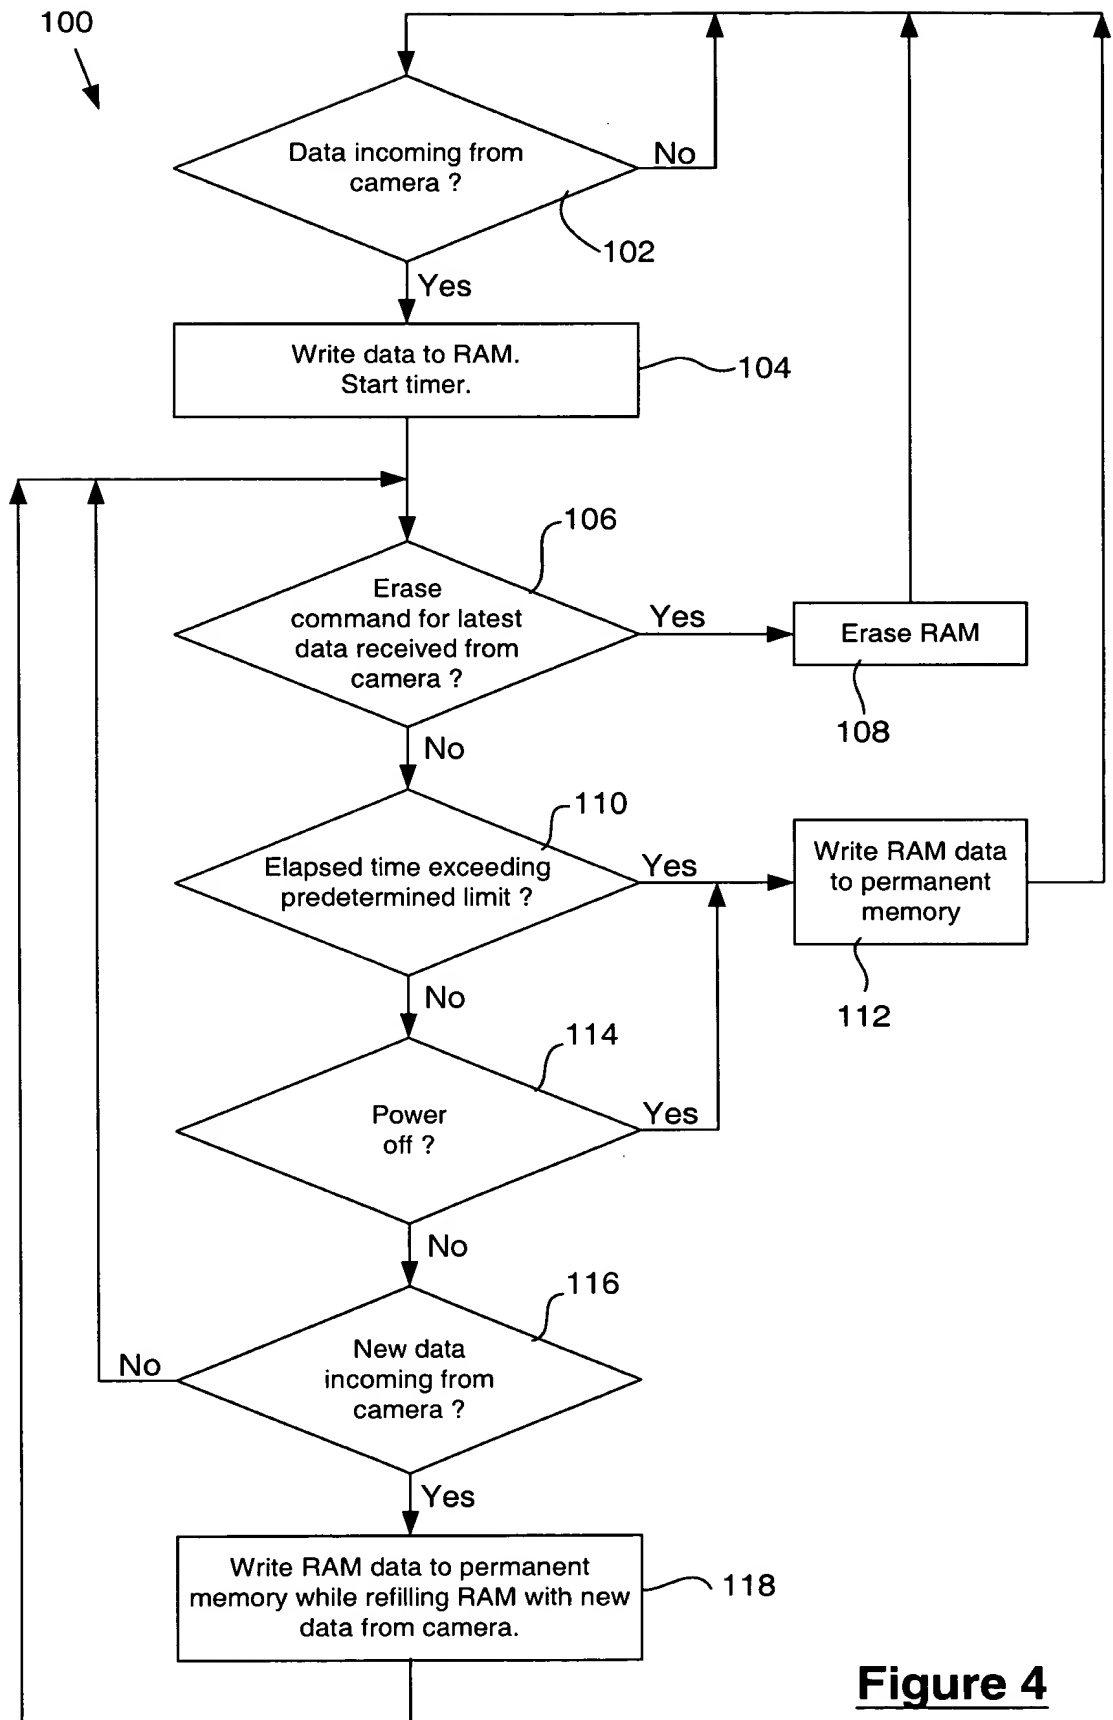 100
Data incoming from
camera ?
No
102
Yes
Write data to RAM.
Start timer.
104
106
Erase
command for latest
data received from
camera ?
Yes
Erase RAM
108
No
110
Elapsed time exceeding
predetermined limit ?
Yes
Write RAM data
to permanent
memory
112
No
114
Power
off ?
Yes
No
116
New data
incoming from
camera ?
No
Yes
Write RAM data to permanent
memory while refilling RAM with new
data from camera.
118
Figure 4